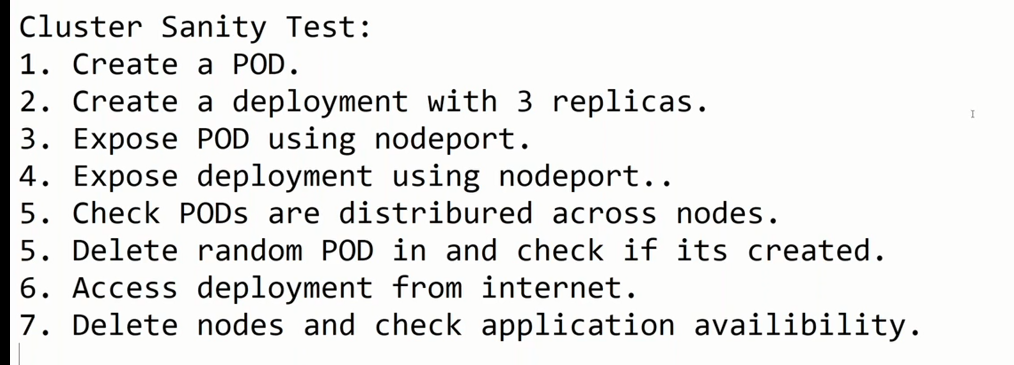 Cluster Sanity Test:
1. Create a POD.
2. Create a deployment with 3 replicas.
3. Expose POD using nodeport.
4. Expose deployment using nodeport..
5. Check PODs are distribured across nodes.
5. Delete random POD in and check if its created.
6. Access deployment from internet.
7. Delete nodes and check application availibility.